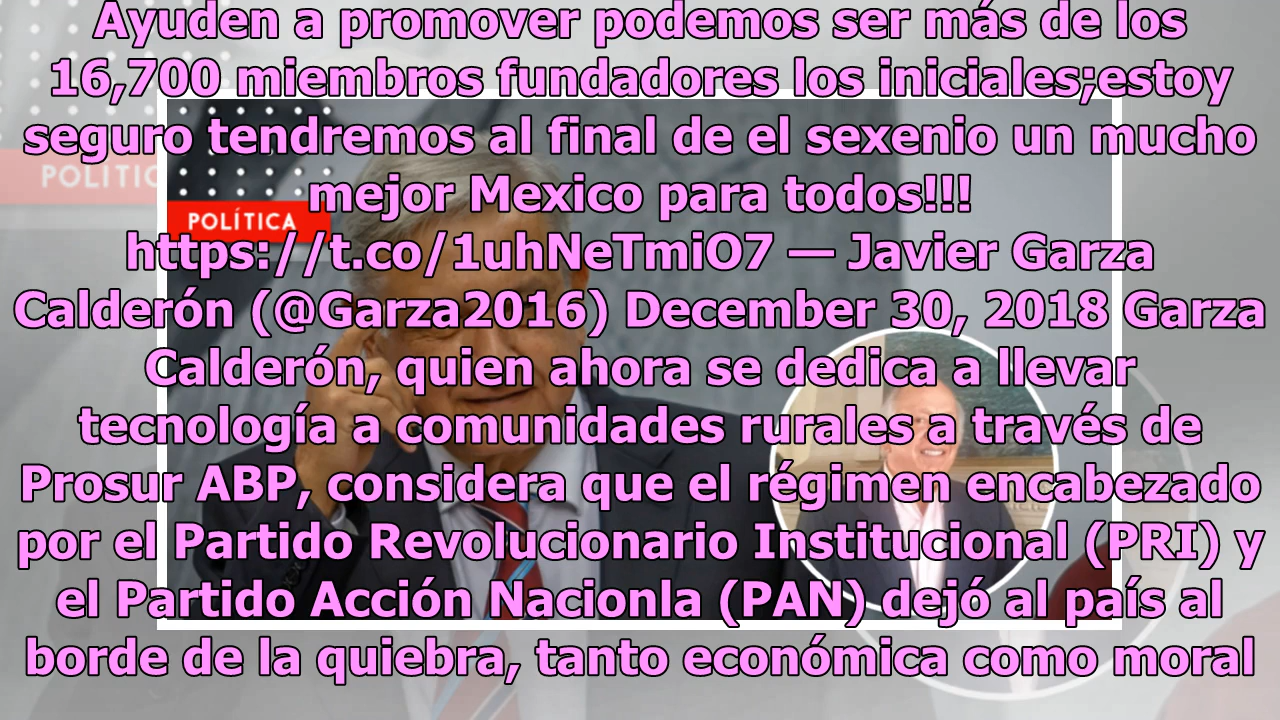 Ayuden a promover podemos ser más de los
16,700 miembros fundadores los iniciales;estoy
seguro tendremos al final de el sexenio un mucho
mejor Mexico para todos!!!
POLÍTICA
https://t.co/1uhNeTmiO7 — Javier Garza
Calderón (@Garza2016) December 30, 2018 Garza
Calderón, quien ahora se dedica a llevar
tecnología a comunidades rurales a través de
Prosur ABP, considera que el régimen encabezado
por el Partido Revolucionario Institucional (PRI) y
el Partido Acción Nacionla (PAN) dejó al país al
borde de la quiebra, tanto económica como moral